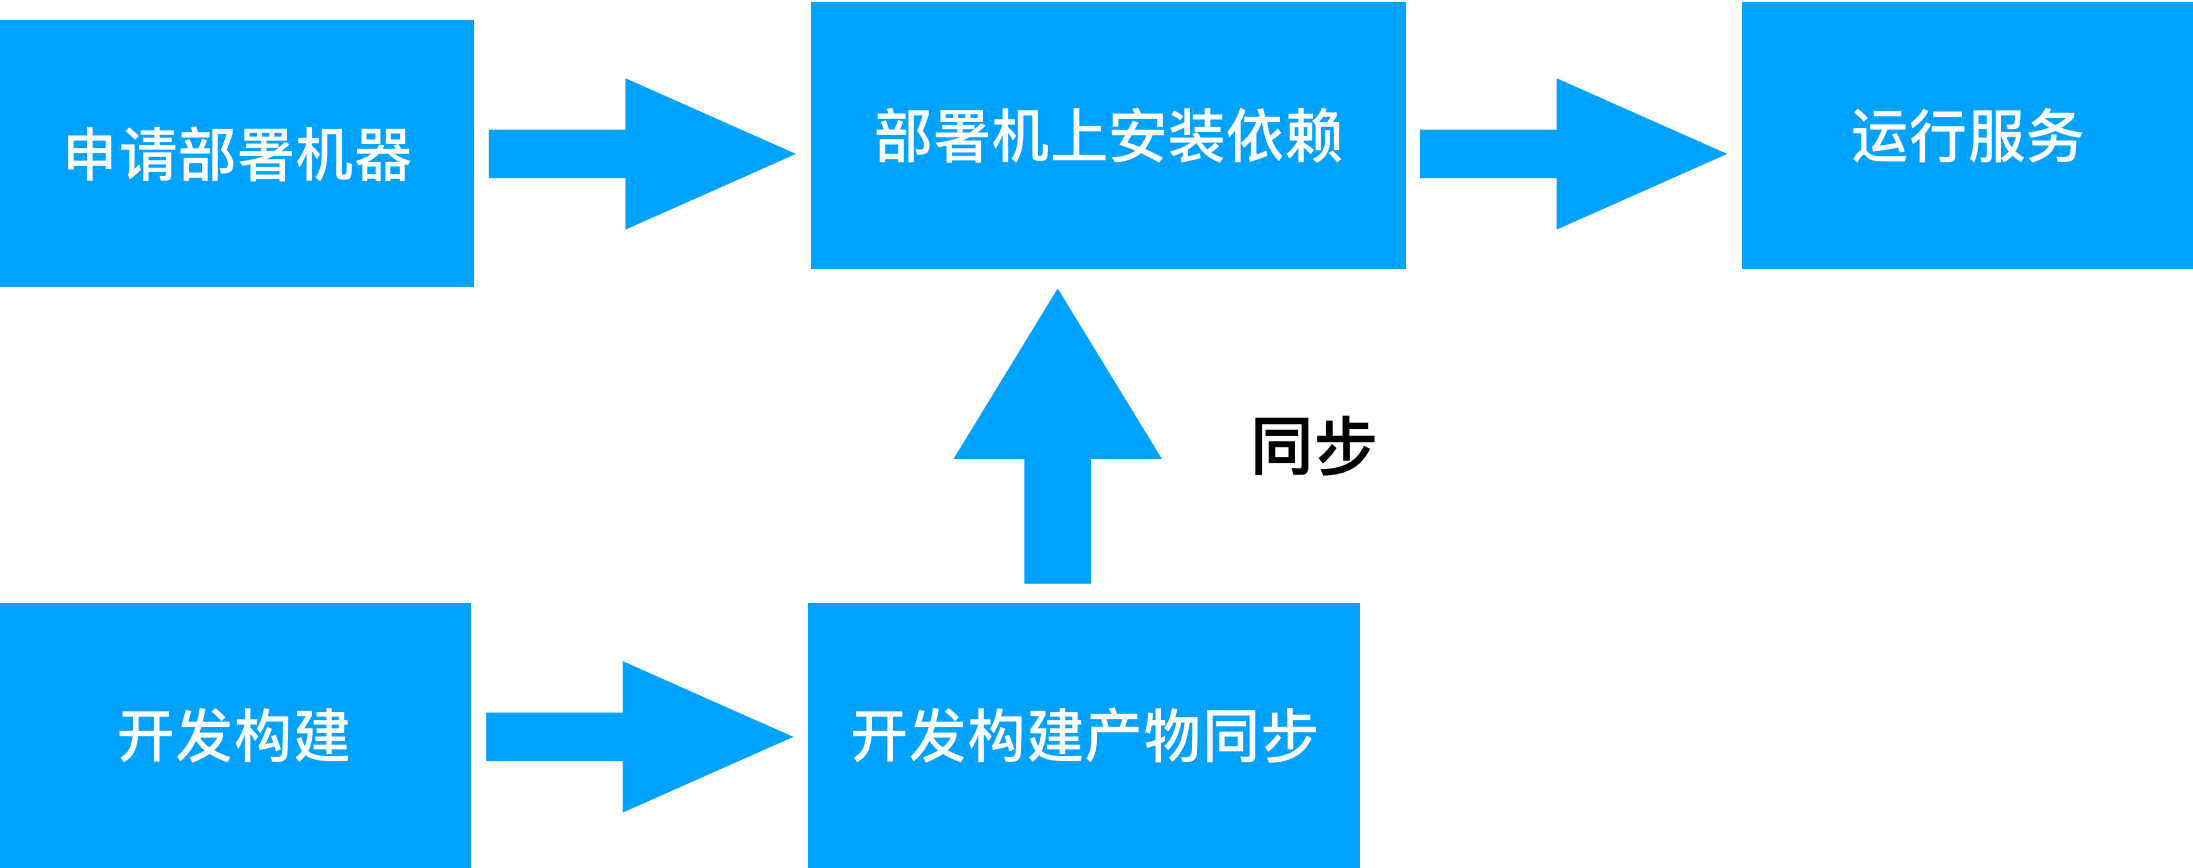 申请部署机器
部署机上安装依赖
运行服务
同步
开发构建
开发构建产物同步